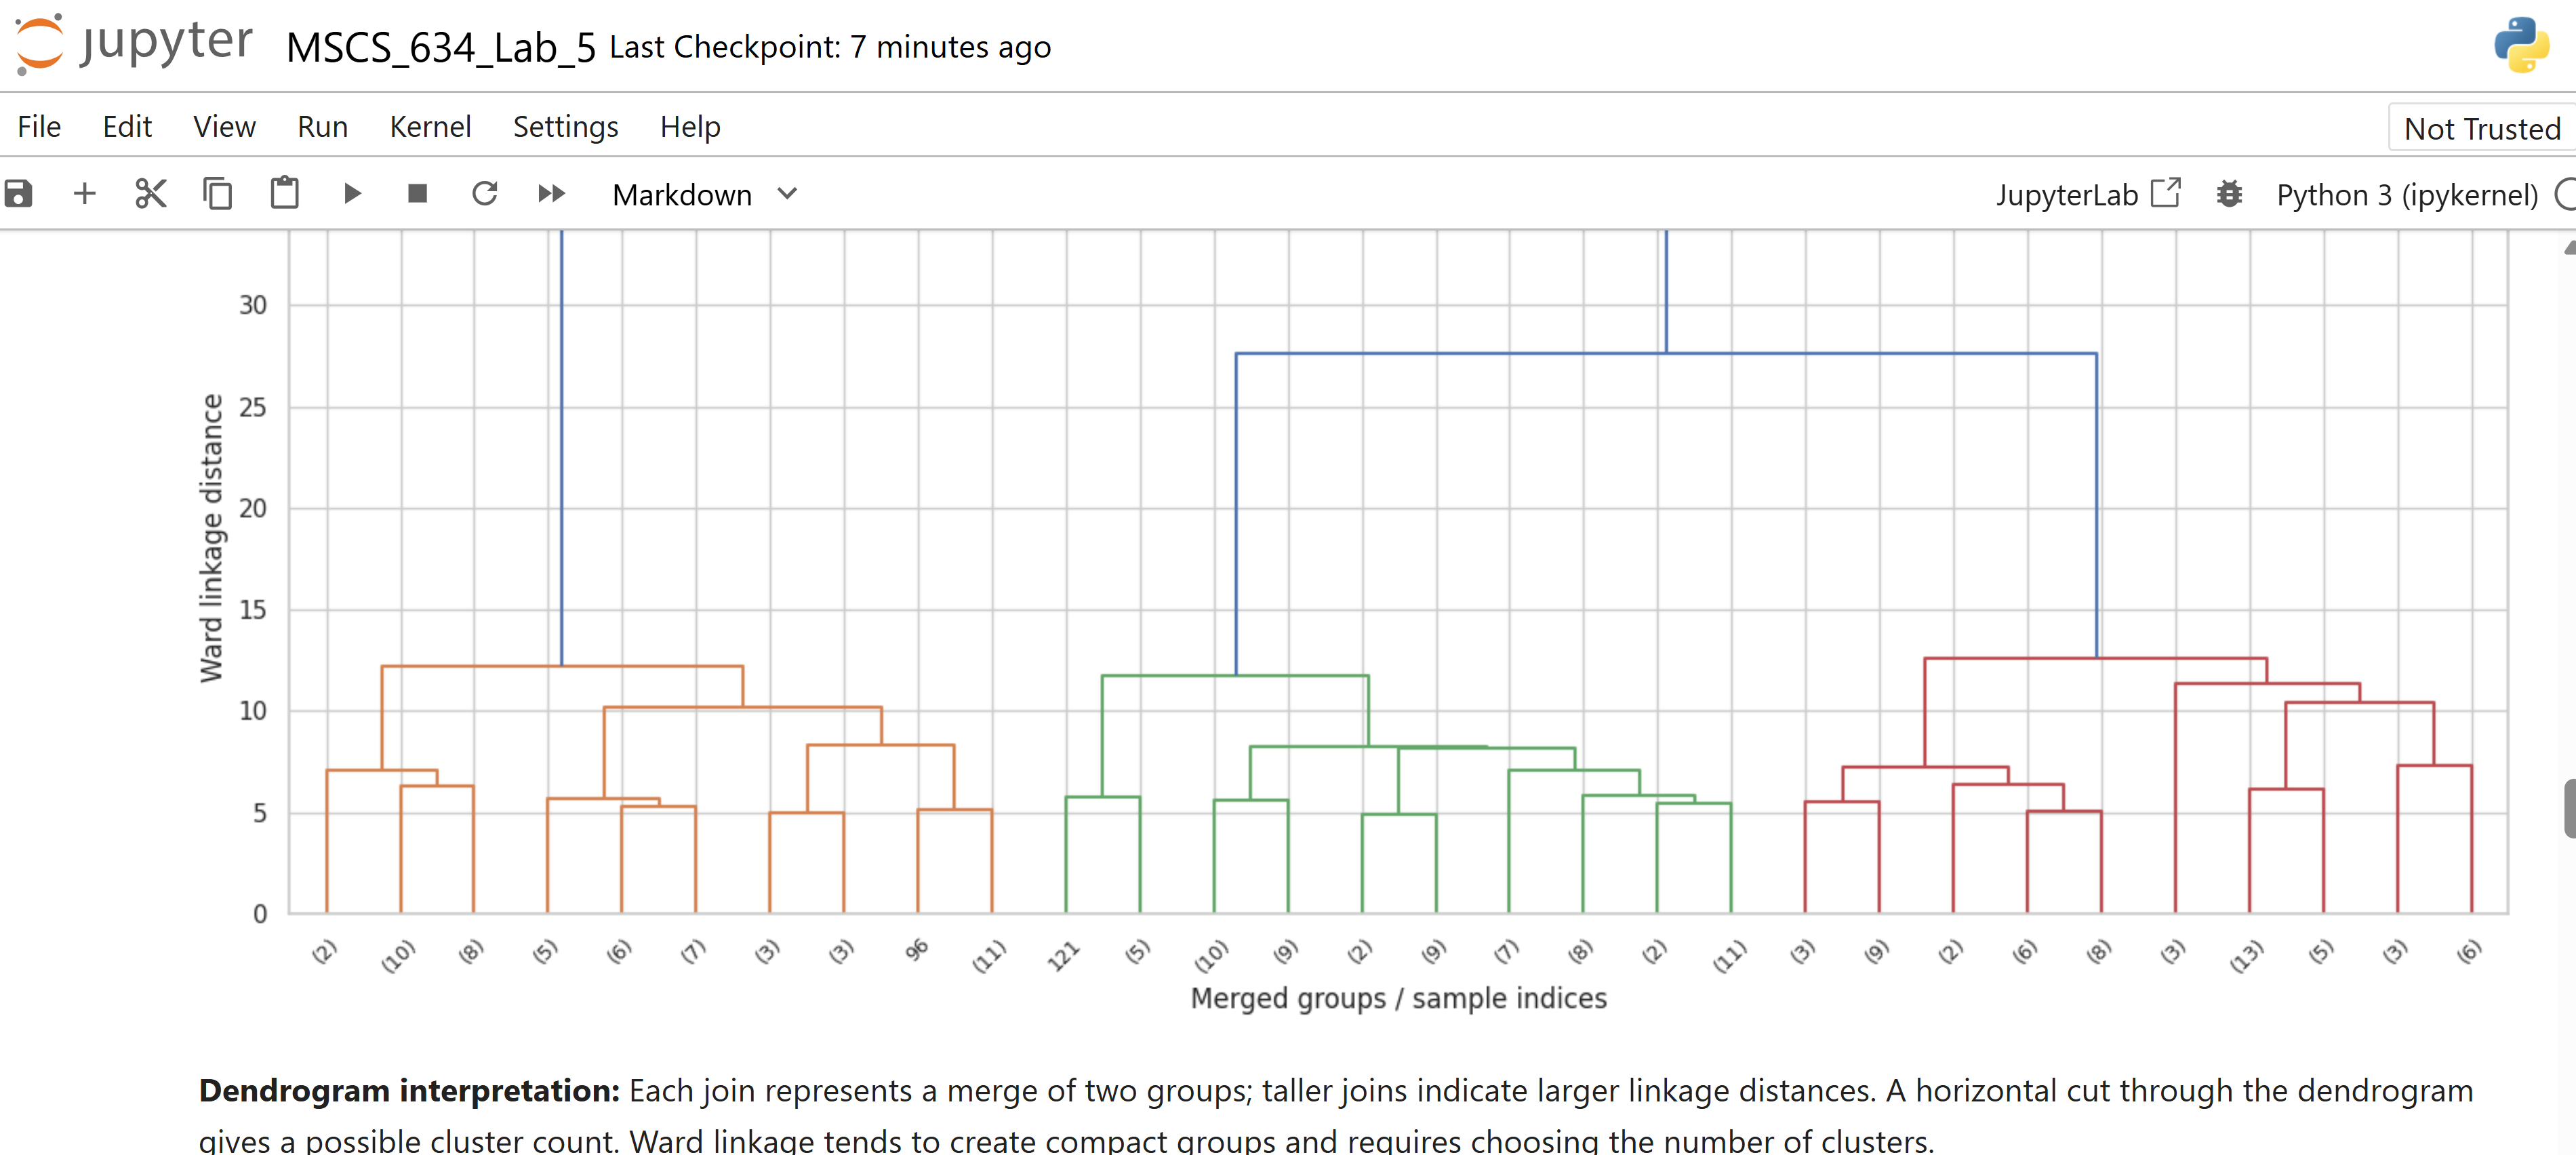 jupyter MSCS_634_Lab_5 Last Checkpoint: 7 minutes ago
File Edit View Run Kernel Settings Help Not Trusted
Markdown JupyterLab Python 3 (ipykernel)
30
25
20
15
10
5
0
Ward linkage distance
(2) (10) (8) (5) (6) (7) (3) (3) 96 (11) 121 (5) (10) (9) (2) (9) (7) (8) (2) (11) (3) (9) (2) (6) (8) (3) (13) (5) (3) (6)
Merged groups / sample indices
Dendrogram interpretation: Each join represents a merge of two groups; taller joins indicate larger linkage distances. A horizontal cut through the dendrogram
gives a possible cluster count. Ward linkage tends to create compact groups and requires choosing the number of clusters.